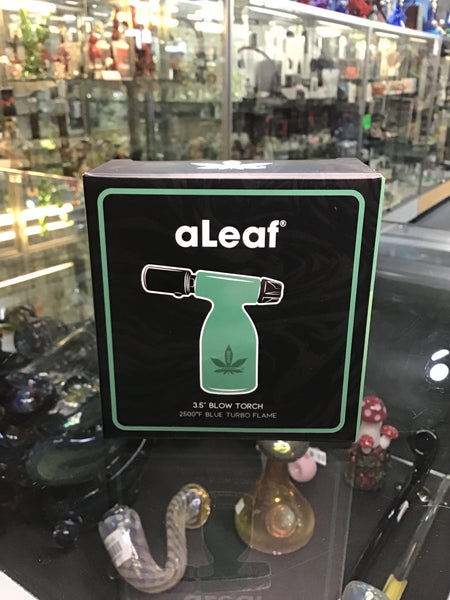 aLeaf®
3.5" BLOW TORCH
2500°F BLUE TURBO FLAME